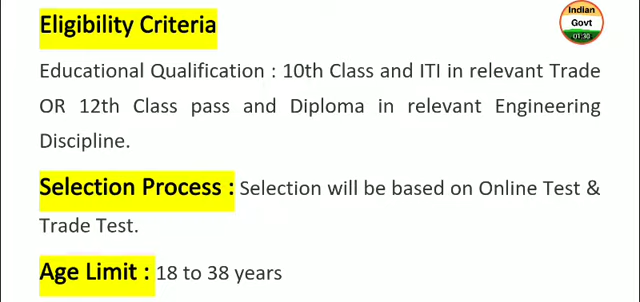 Eligibility Criteria
Indian
Govt
01:30
Educational Qualification : 10th Class and ITI in relevant Trade
OR 12th Class pass and Diploma in relevant Engineering
Discipline.
Selection Process : Selection will be based on Online Test &
Trade Test.
Age Limit : 18 to 38 years